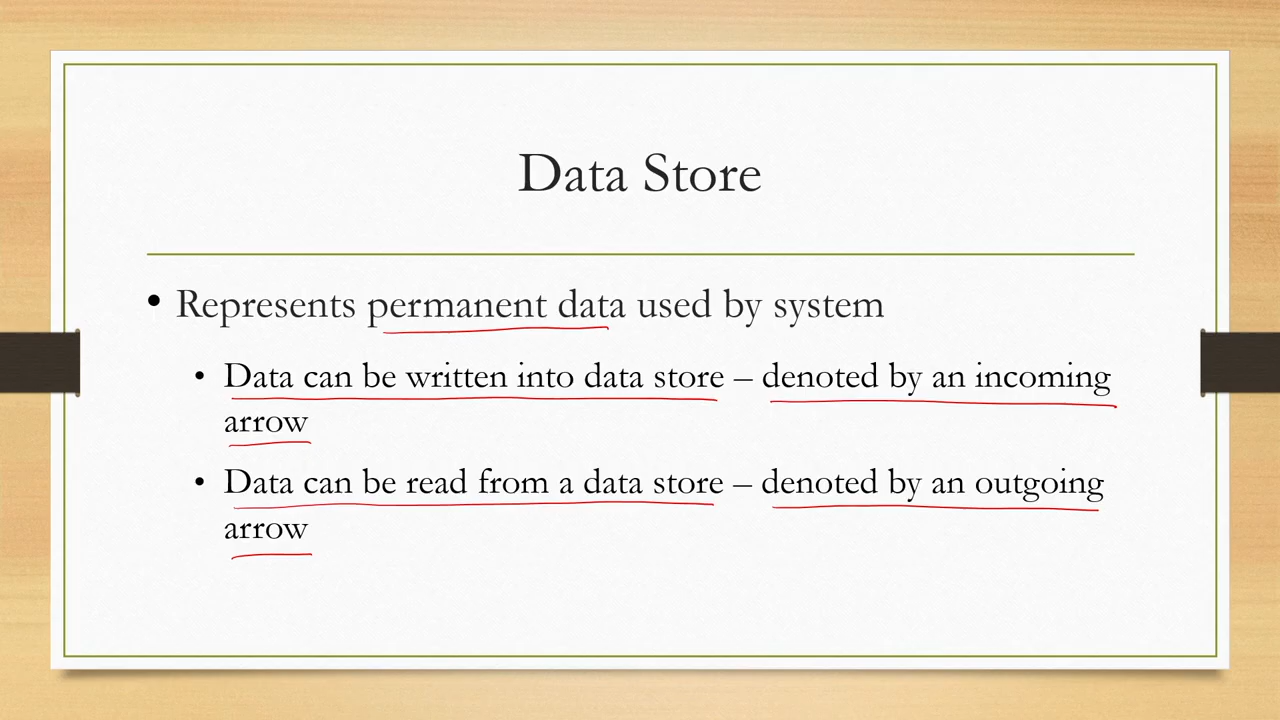 Data Store
• Represents permanent data used by system
• Data can be written into data store – denoted by an incoming
arrow
• Data can be read from a data store – denoted by an outgoing
arrow